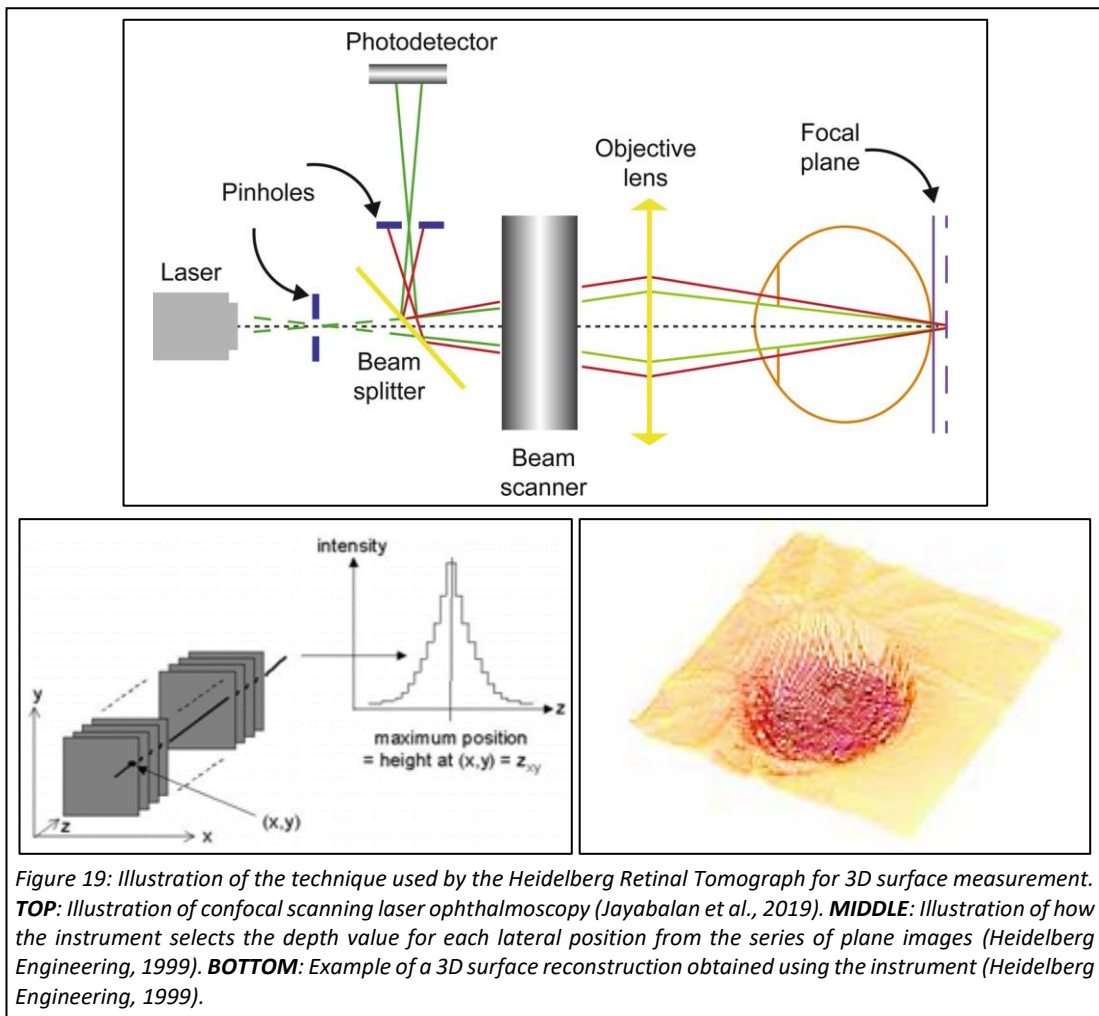 Photodetector
Pinholes
Laser
Beam
splitter
Beam
scanner
Objective
lens
Focal
plane
y
z
x
(x,y)
intensity
z
maximum position
= height at (x,y) = zxy
Figure 19: Illustration of the technique used by the Heidelberg Retinal Tomograph for 3D surface measurement.
TOP: Illustration of confocal scanning laser ophthalmoscopy (Jayabalan et al., 2019). MIDDLE: Illustration of how
the instrument selects the depth value for each lateral position from the series of plane images (Heidelberg
Engineering, 1999). BOTTOM: Example of a 3D surface reconstruction obtained using the instrument (Heidelberg
Engineering, 1999).